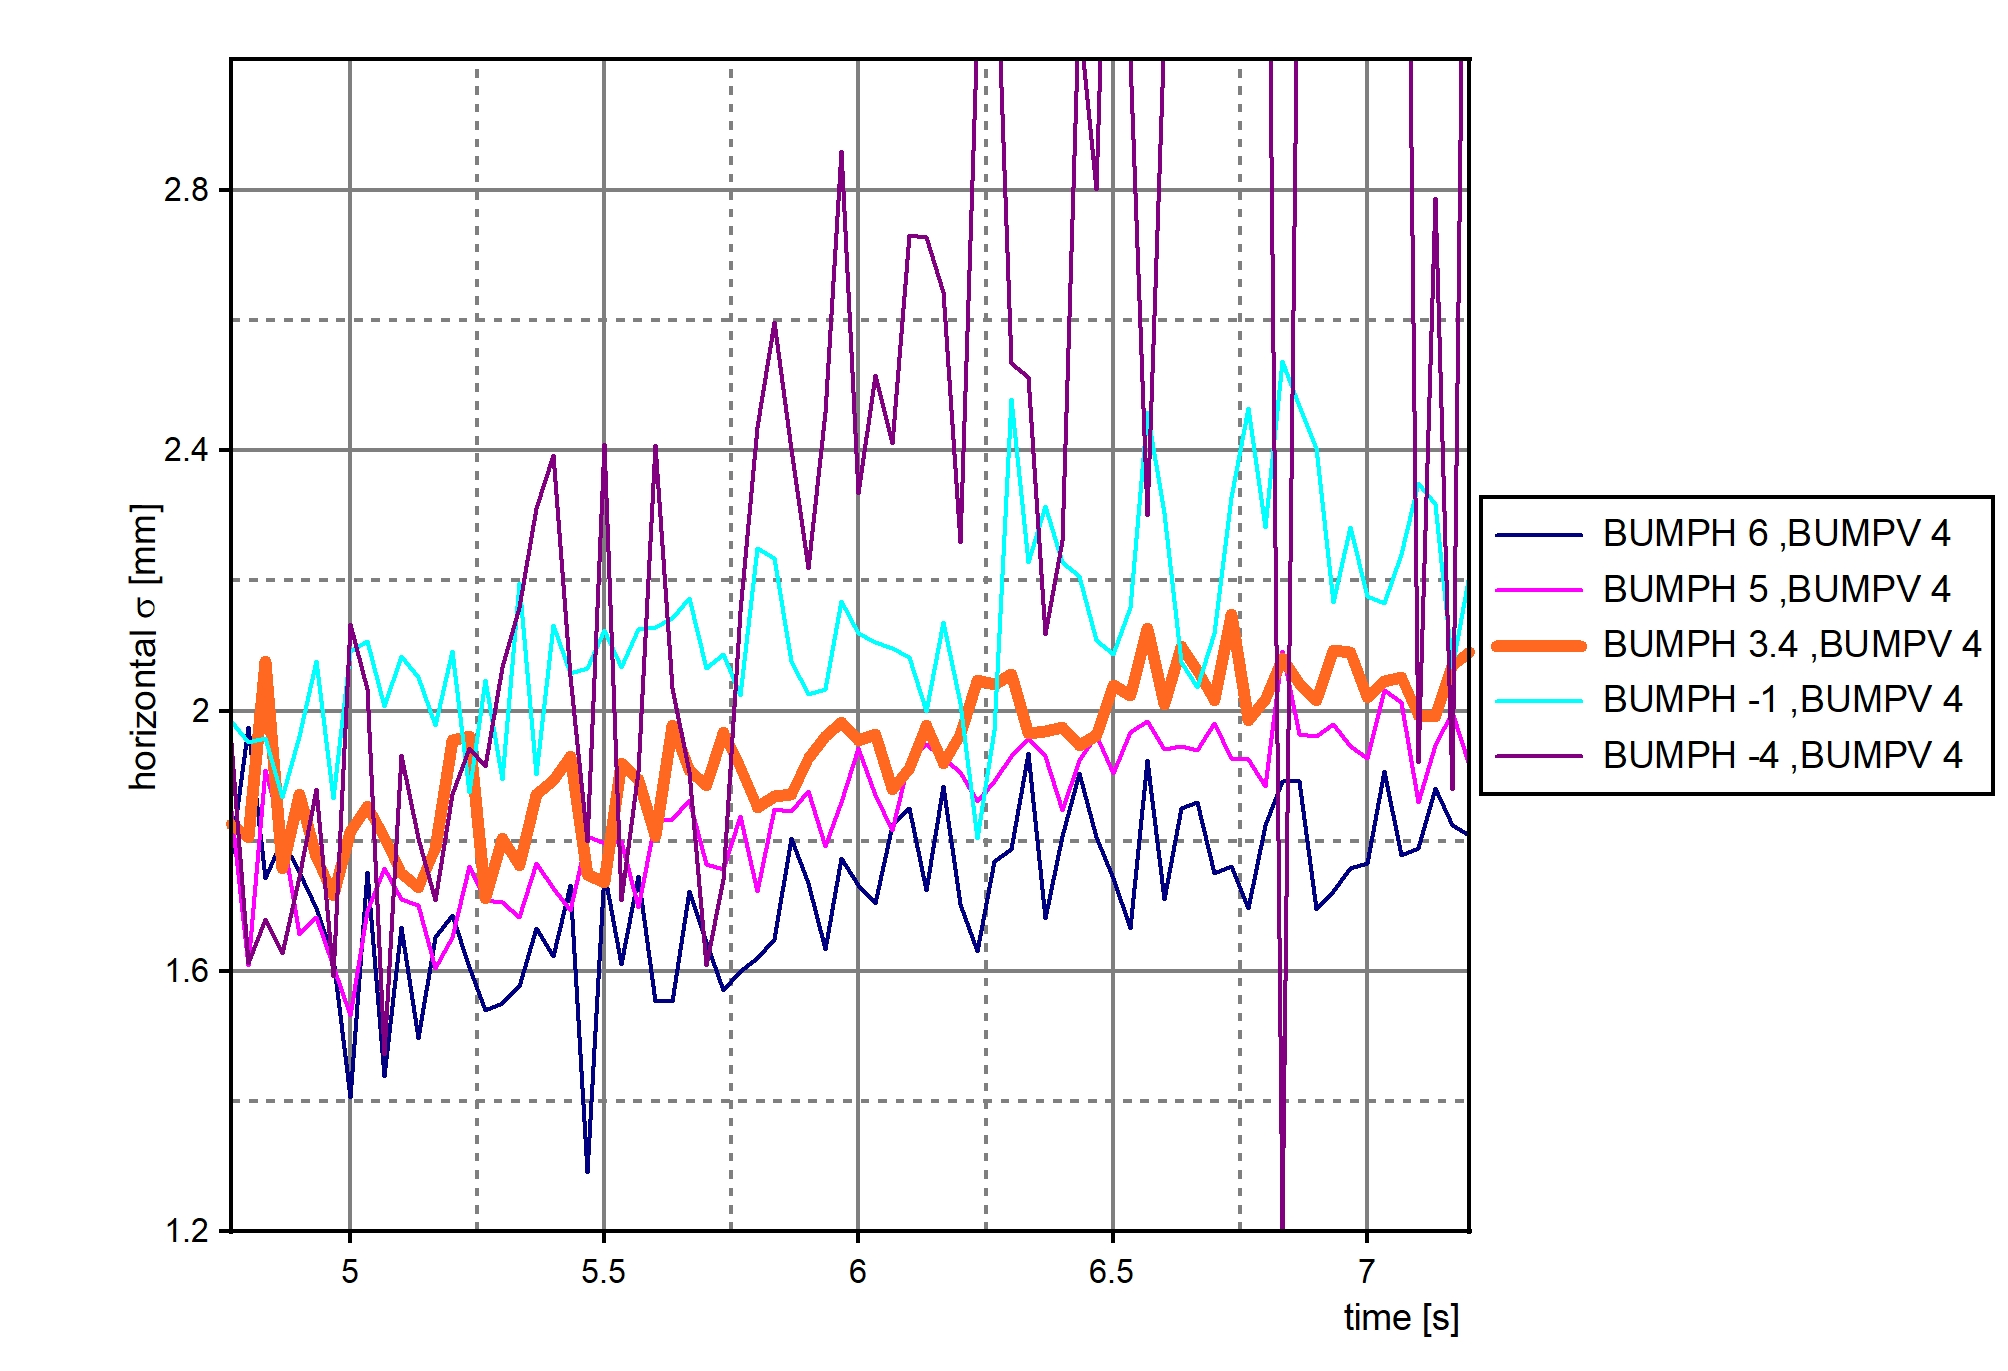 2.8
2.4
2
1.6
1.2
horizontal σ [mm]
5
5.5
6
6.5
7
time [s]
BUMPH 6 ,BUMPV 4
BUMPH 5 ,BUMPV 4
BUMPH 3.4 ,BUMPV 4
BUMPH -1 ,BUMPV 4
BUMPH -4 ,BUMPV 4